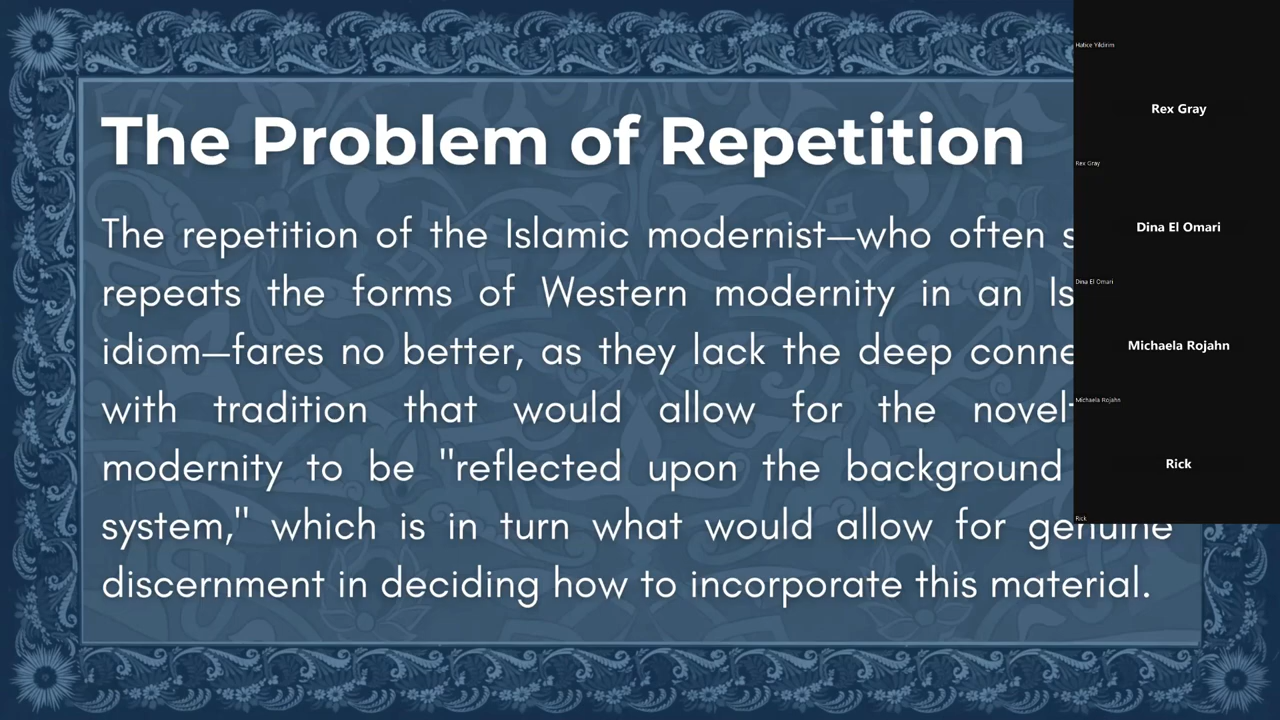 The Problem of Repetition
The repetition of the Islamic modernist—who often
repeats the forms of Western modernity in an
idiom—fares no better, as they lack the deep
with tradition that would allow for the
modernity to be "reflected upon the background
system," which is in turn what would allow for genuine
discernment in deciding how to incorporate this material.
Hatice Yildirim
Rex Gray
Rex Gray
Dina El Omari
Dina El Omari
Michaela Rojahn
Michaela Rojahn
Rick
Rick